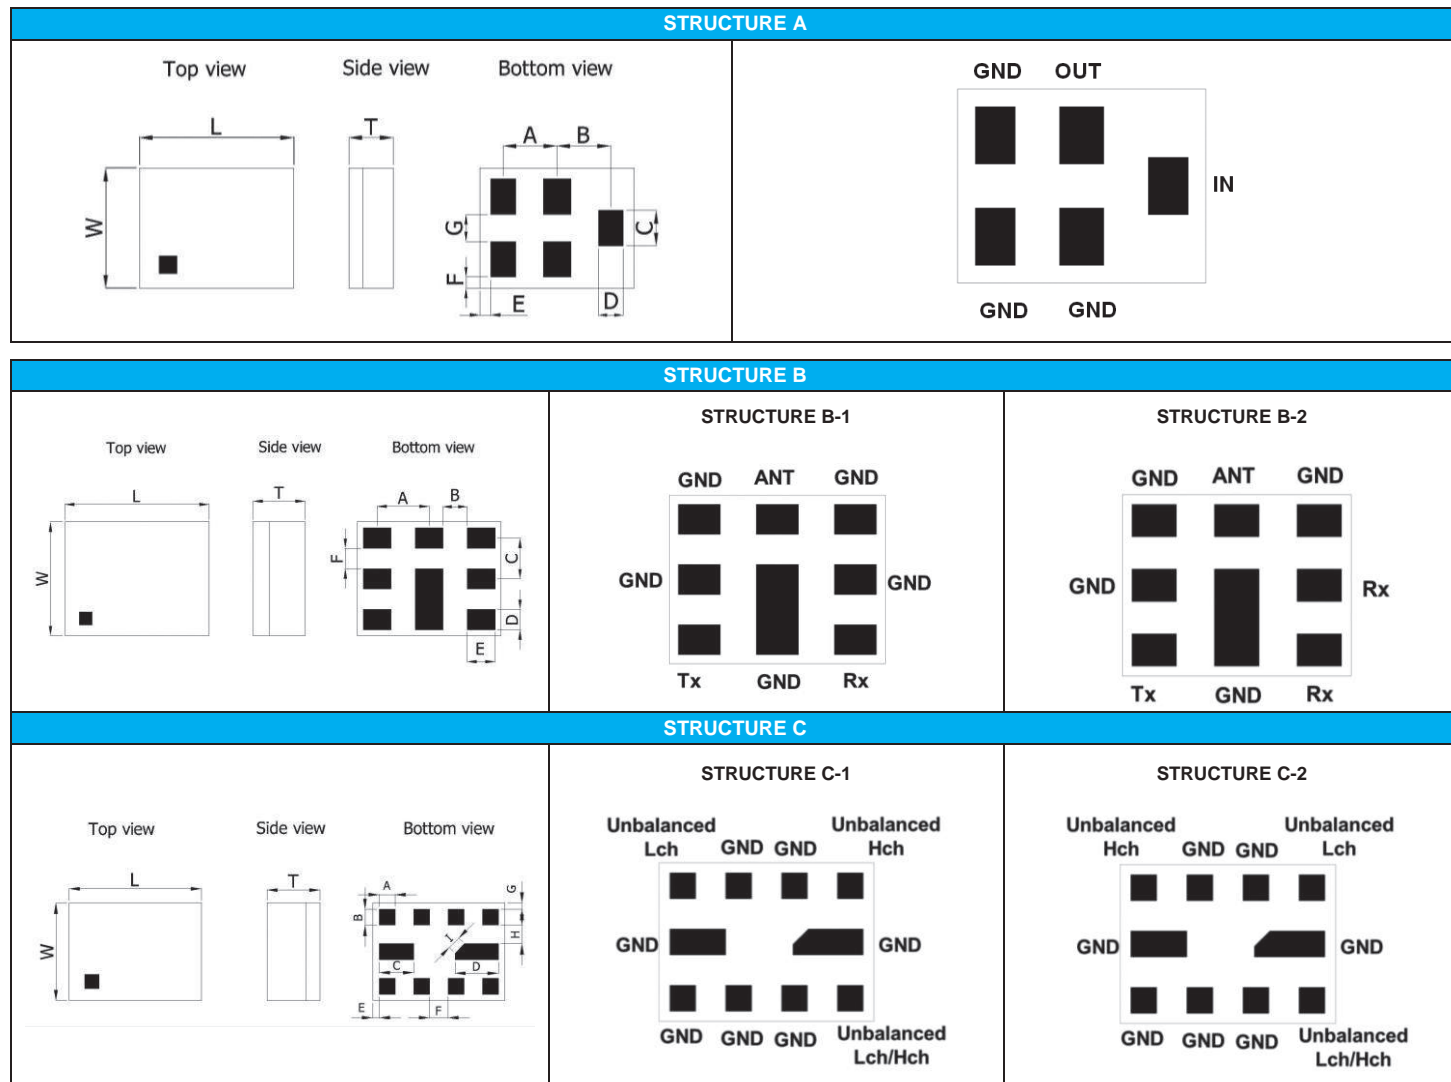 STRUCTURE A
Top view Side view Bottom view
L
T
W
A B
G
C
F
E
D
GND OUT
IN
GND GND
STRUCTURE B
Top view Side view Bottom view
L
T
W
A B
F
C
D
E
STRUCTURE B-1
GND ANT GND
GND GND
Tx GND Rx
STRUCTURE B-2
GND ANT GND
GND Rx
Tx GND Rx
STRUCTURE C
Top view Side view Bottom view
L
T
W
A
G
B
H
I
C
D
E
F
STRUCTURE C-1
Unbalanced Unbalanced
Lch GND GND Hch
GND GND
GND GND GND Unbalanced
Lch/Hch
STRUCTURE C-2
Unbalanced Unbalanced
Hch GND GND Lch
GND GND
GND GND GND Unbalanced
Lch/Hch